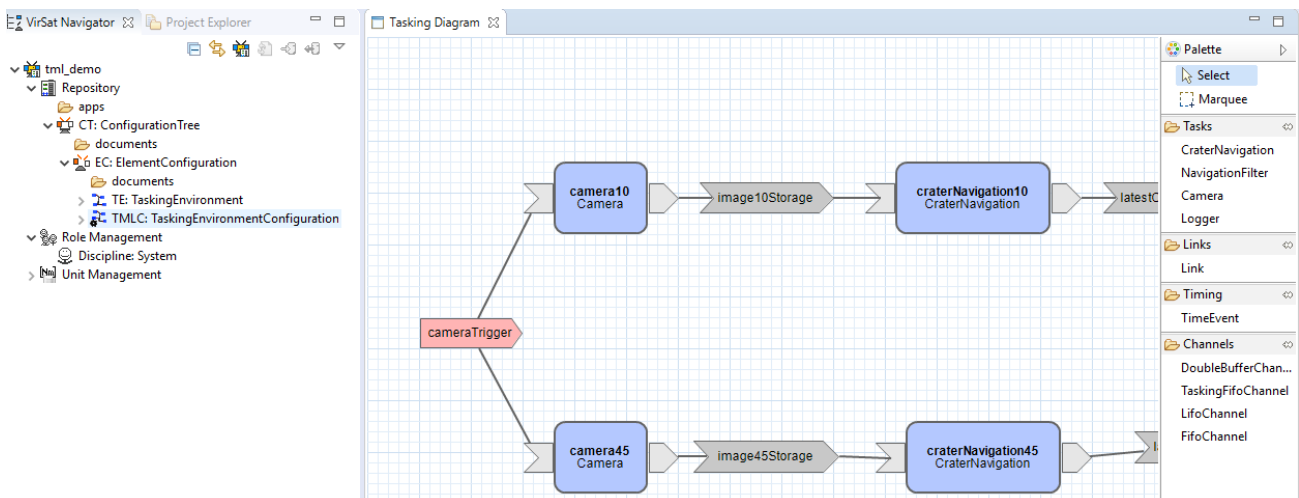 VirSat Navigator
Project Explorer
tml_demo
Repository
apps
CT: ConfigurationTree
documents
EC: ElementConfiguration
documents
TE: TaskingEnvironment
TMLC: TaskingEnvironmentConfiguration
Role Management
Discipline: System
Unit Management
Tasking Diagram
camera10
Camera
image10Storage
craterNavigation10
CraterNavigation
cameraTrigger
camera45
Camera
image45Storage
craterNavigation45
CraterNavigation
Palette
Select
Marquee
Tasks
CraterNavigation
NavigationFilter
Camera
Logger
Links
Link
Timing
TimeEvent
Channels
DoubleBufferChan...
TaskingFifoChannel
LifoChannel
FifoChannel